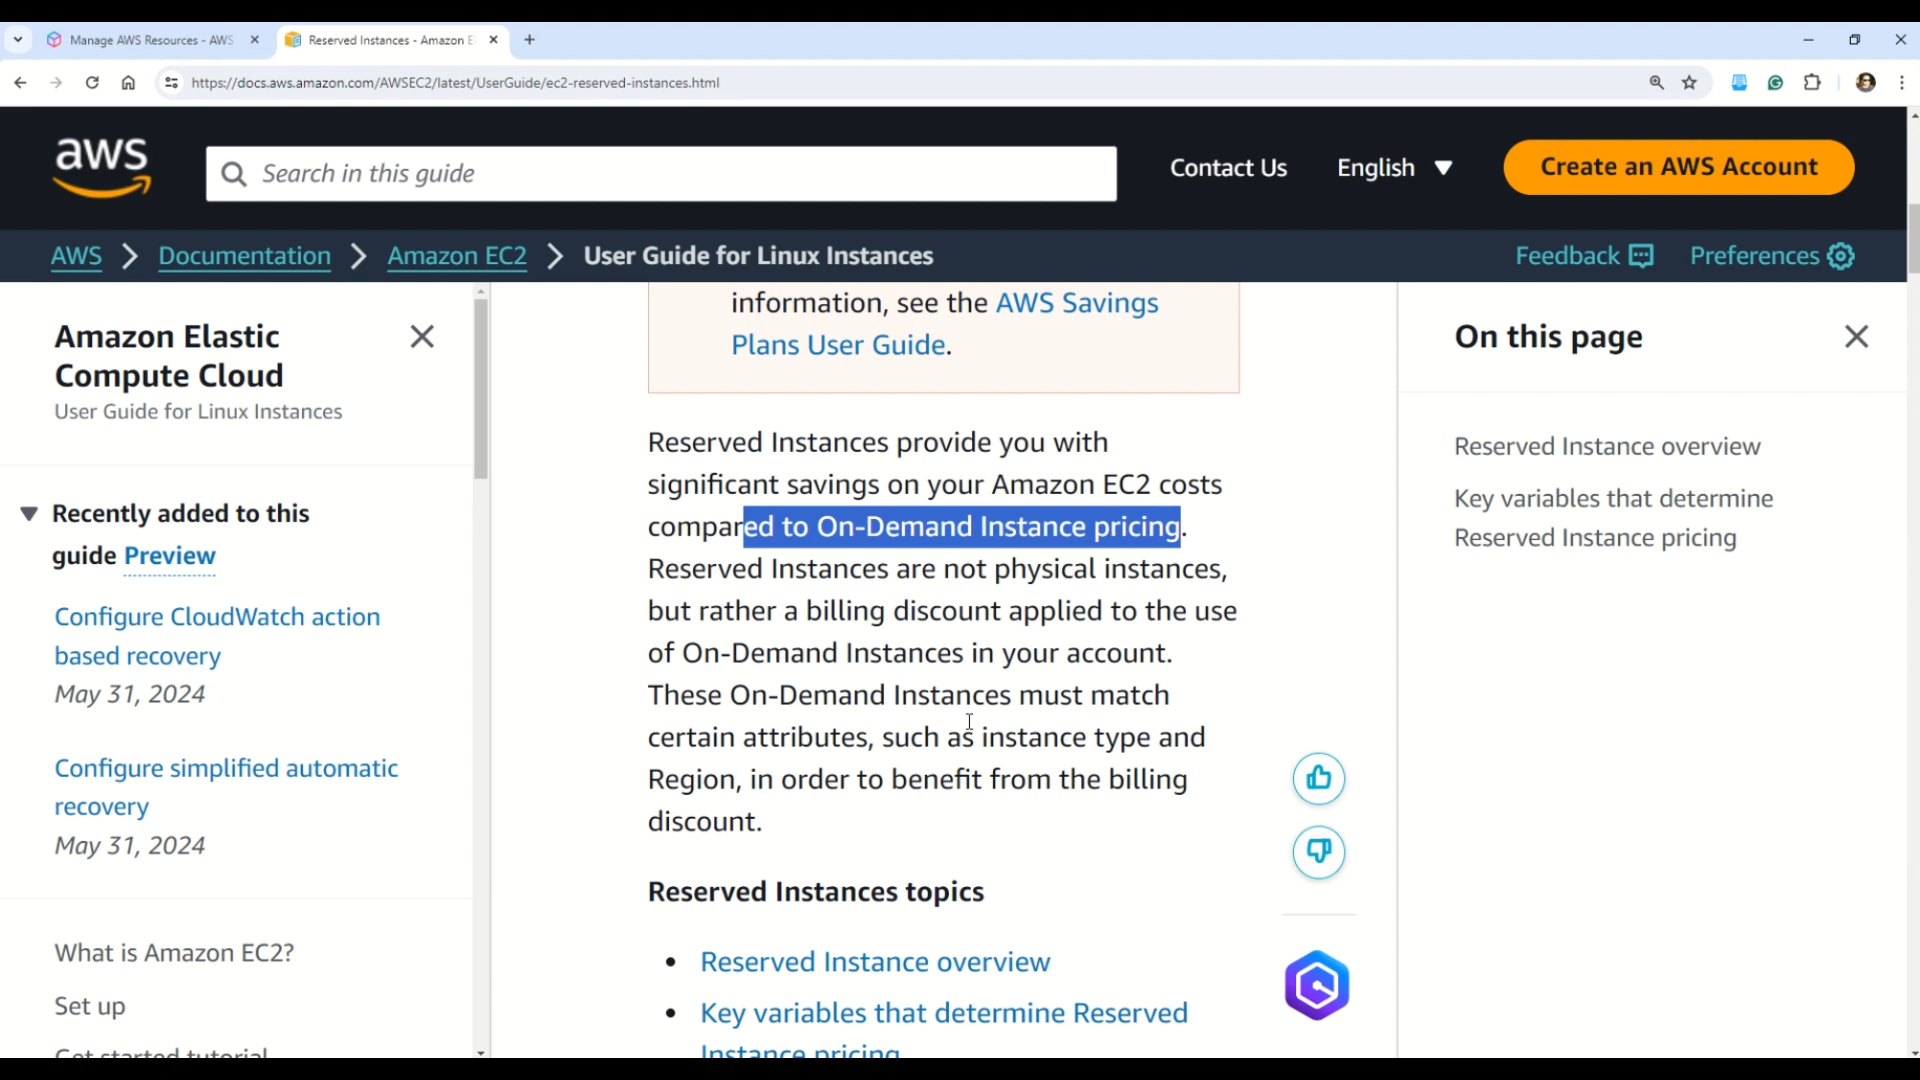 Manage AWS Resources - AWS
Reserved Instances - Amazon E
https://docs.aws.amazon.com/AWSEC2/latest/UserGuide/ec2-reserved-instances.html
aws
Search in this guide
Contact Us
English
Create an AWS Account
AWS
Documentation
Amazon EC2
User Guide for Linux Instances
Feedback
Preferences
Amazon Elastic
Compute Cloud
User Guide for Linux Instances
Recently added to this
guide Preview
Configure CloudWatch action
based recovery
May 31, 2024
Configure simplified automatic
recovery
May 31, 2024
What is Amazon EC2?
Set up
Get started tutorial
information, see the AWS Savings
Plans User Guide.
Reserved Instances provide you with
significant savings on your Amazon EC2 costs
compared to On-Demand Instance pricing.
Reserved Instances are not physical instances,
but rather a billing discount applied to the use
of On-Demand Instances in your account.
These On-Demand Instances must match
certain attributes, such as instance type and
Region, in order to benefit from the billing
discount.
Reserved Instances topics
• Reserved Instance overview
• Key variables that determine Reserved
Instance pricing
On this page
Reserved Instance overview
Key variables that determine
Reserved Instance pricing